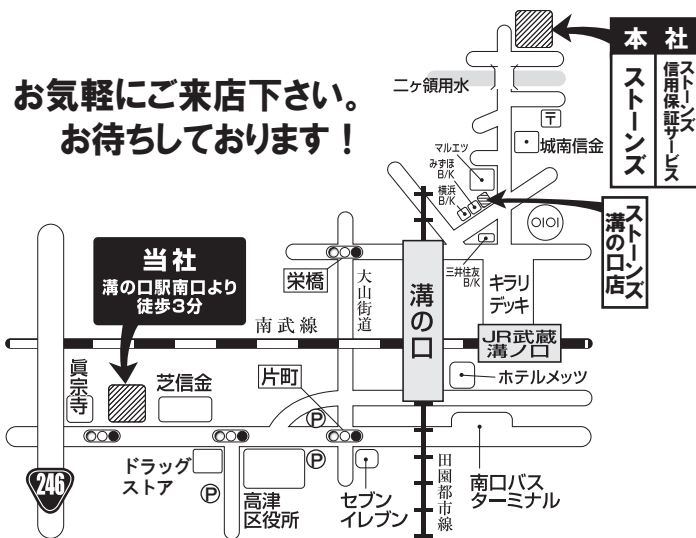 お気軽にご来店下さい。
お待ちしております！
本社
ストーンズ
ストーンズ
信用保証サービス
二ヶ領用水
〒
城南信金
マルエツ
みずほ
B/K
横浜
B/K
OIOI
ストーンズ
溝の口店
三井住友
B/K
キラリ
デッキ
当社
溝の口駅南口より
徒歩3分
栄橋
大山街道
溝の口
南武線
JR武蔵
溝ノ口
眞宗寺
芝信金
片町
ホテルメッツ
P
P
P
246
ドラッグ
ストア
高津
区役所
セブン
イレブン
田園都市線
南口バス
ターミナル